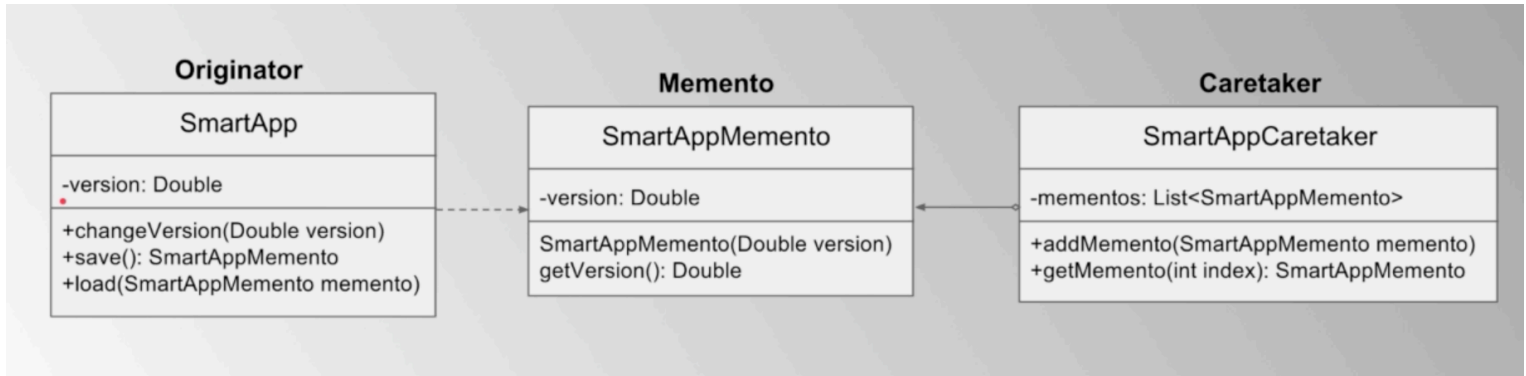 Originator
SmartApp
-version: Double
+changeVersion(Double version)
+save(): SmartAppMemento
+load(SmartAppMemento memento)
Memento
SmartAppMemento
-version: Double
SmartAppMemento(Double version)
getVersion(): Double
Caretaker
SmartAppCaretaker
-mementos: List<SmartAppMemento>
+addMemento(SmartAppMemento memento)
+getMemento(int index): SmartAppMemento